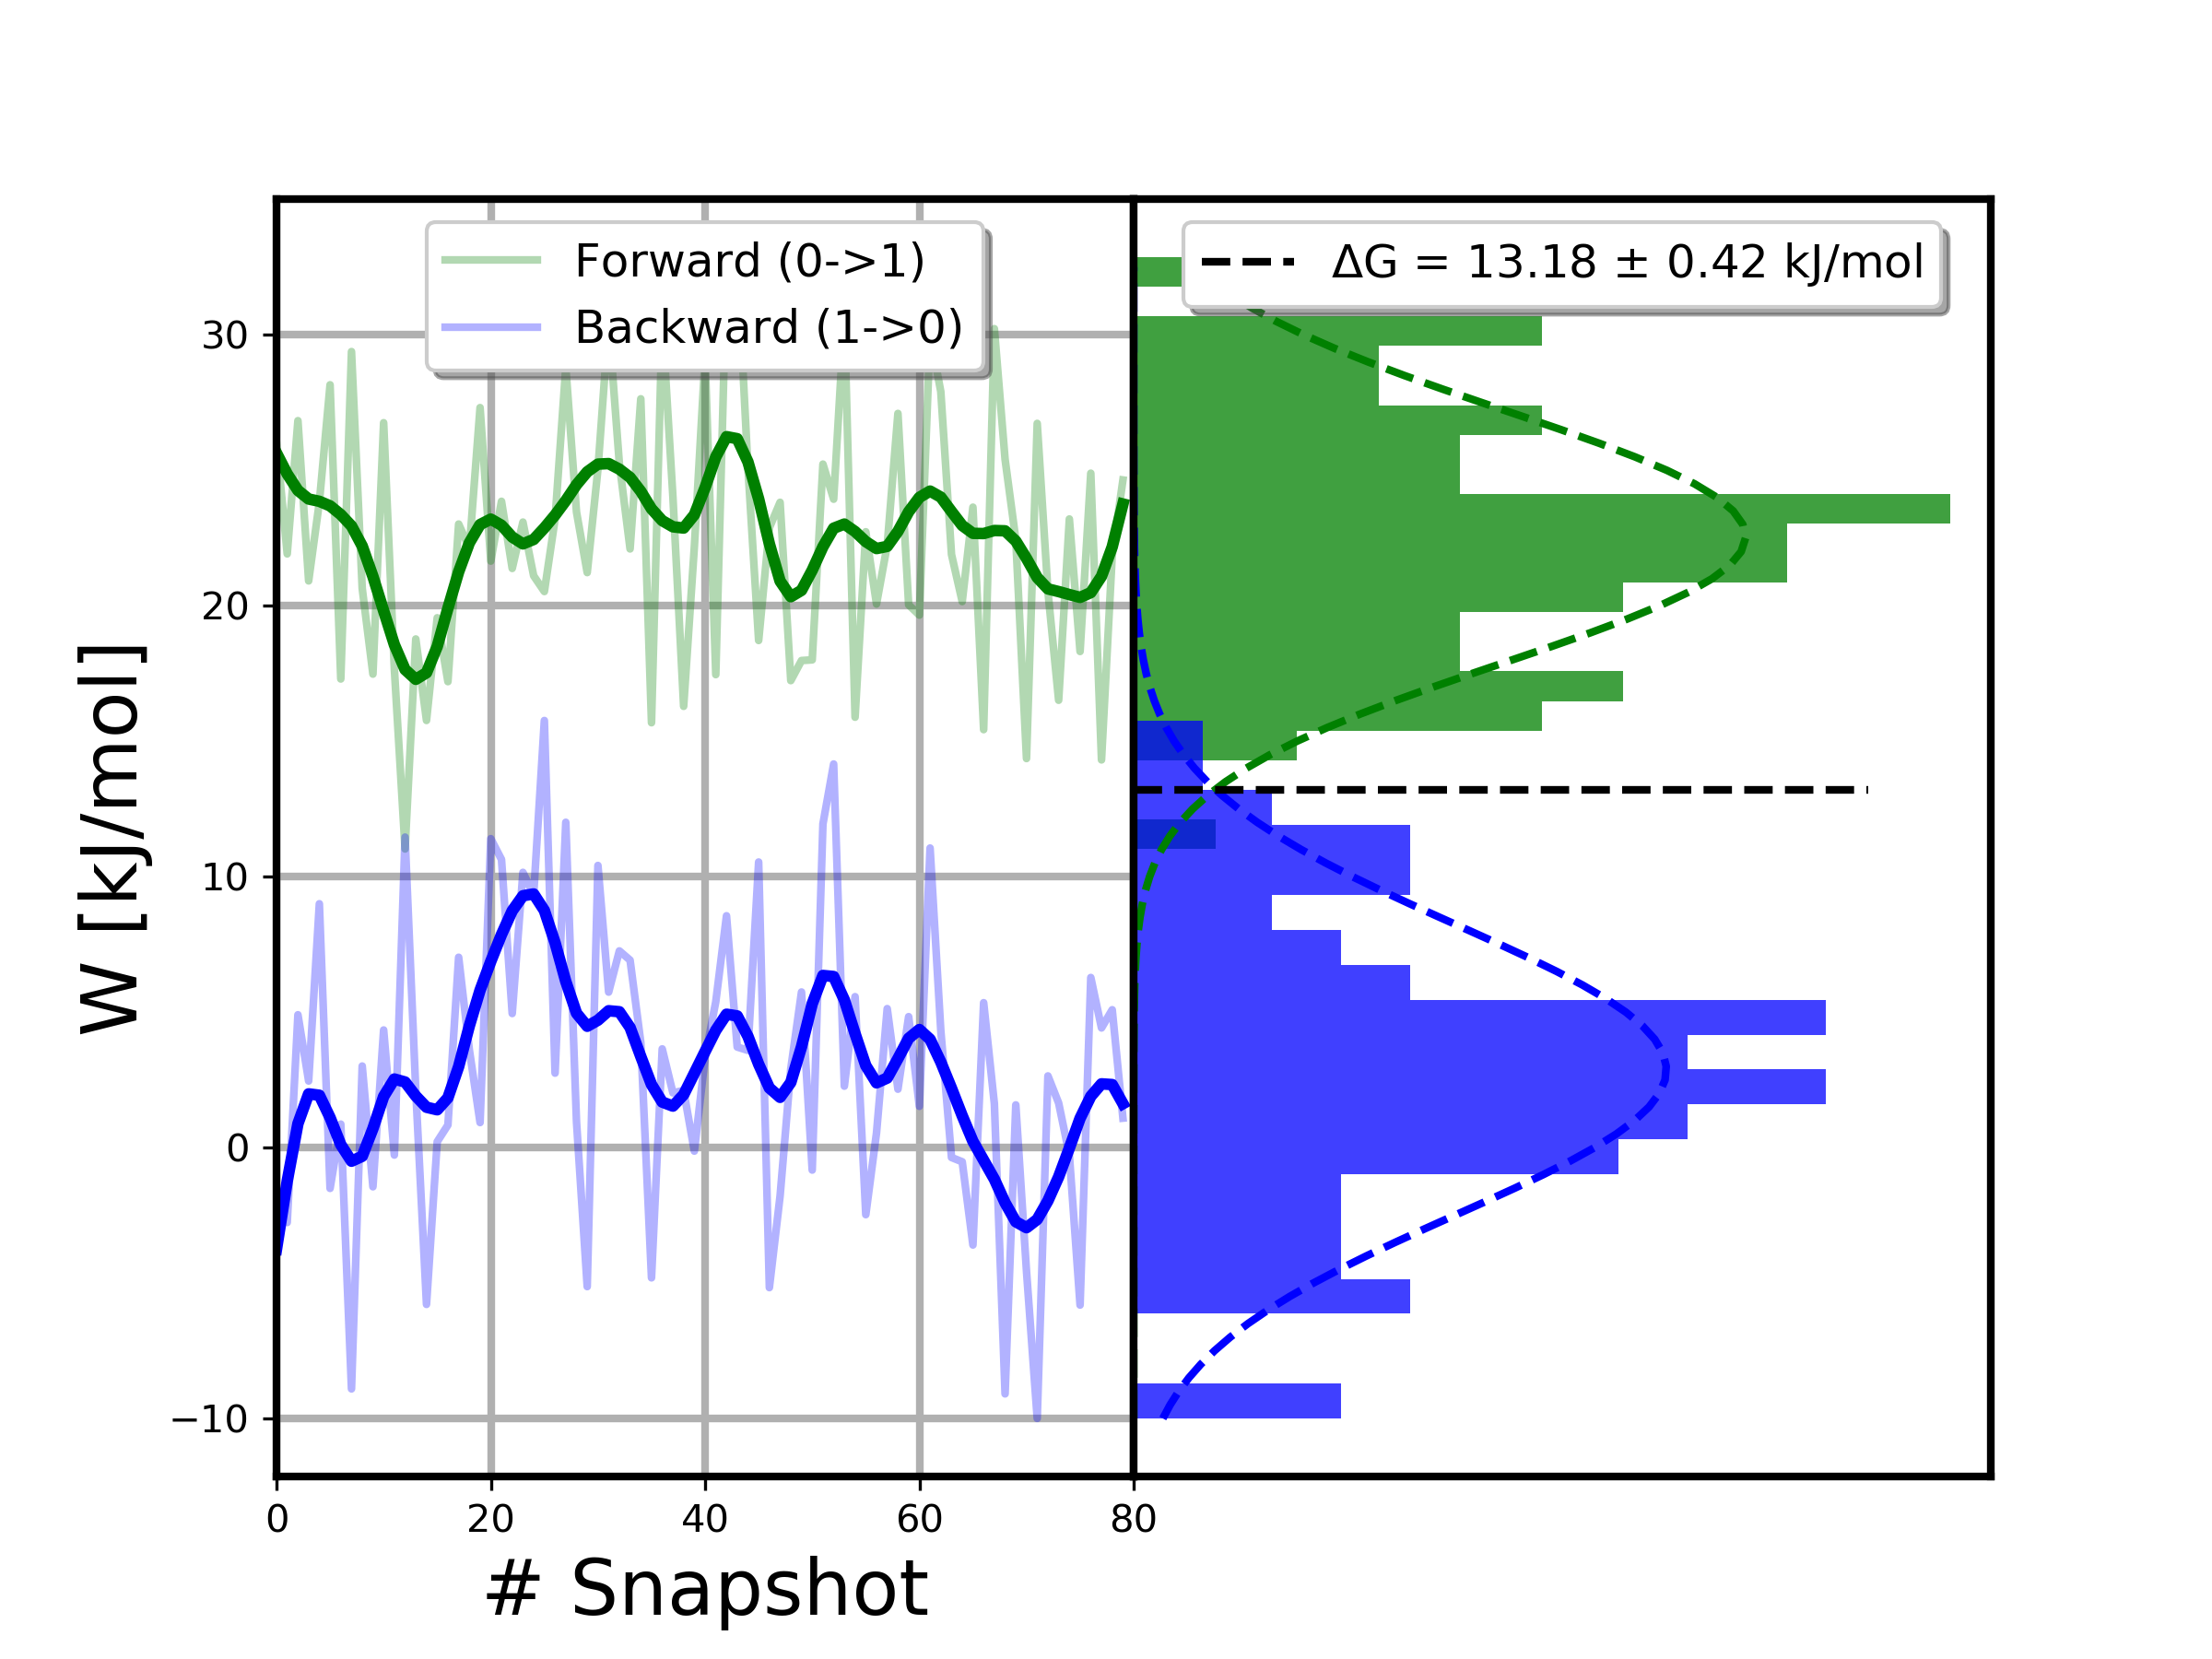 Forward (0->1)
Backward (1->0)
ΔG = 13.18 ± 0.42 kJ/mol
W [kJ/mol]
30
20
10
0
−10
0 20 40 60 80
# Snapshot